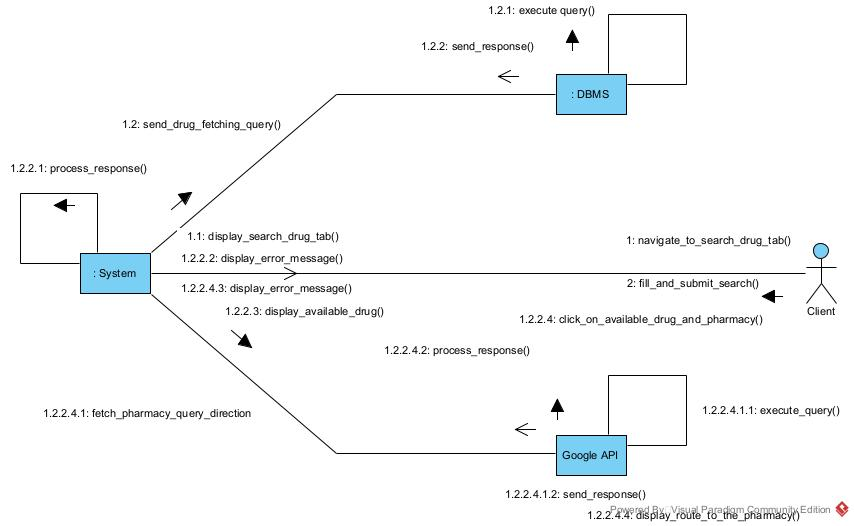 1.2.1: execute query()
1.2.2: send_response()
: DBMS
1.2: send_drug_fetching_query()
1.2.2.1: process_response()
1.1: display_search_drug_tab()
1: navigate_to_search_drug_tab()
1.2.2.2: display_error_message()
: System
2: fill_and_submit_search()
1.2.2.4.3: display_error_message()
Client
1.2.2.3: display_available_drug()
1.2.2.4: click_on_available_drug_and_pharmacy()
1.2.2.4.2: process_response()
1.2.2.4.1: fetch_pharmacy_query_direction
1.2.2.4.1.1: execute_query()
Google API
1.2.2.4.1.2: send_response()
Powered By: Visual Paradigm Community Edition
1.2.2.4.4: display_route_to_the_pharmacy()